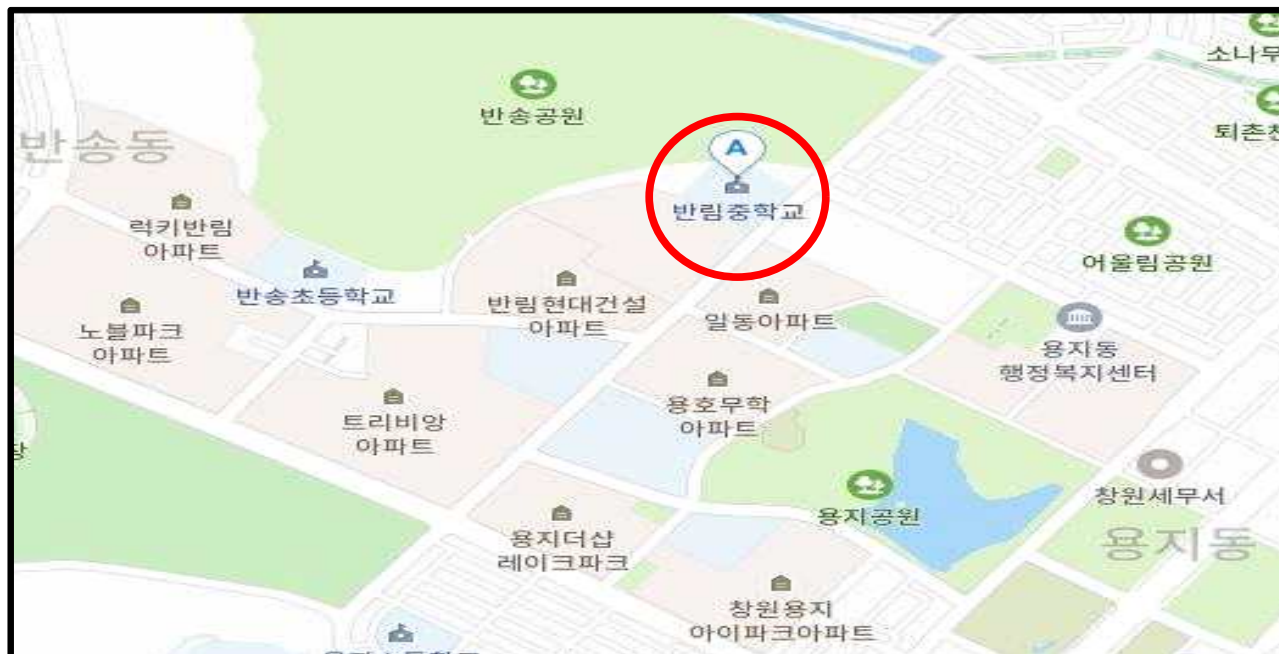 소나무
반송공원
퇴촌천
반송동
A
반림중학교
럭키반림
아파트
어울림공원
반송초등학교
반림현대건설
아파트
일동아파트
노블파크
아파트
용지동
행정복지센터
트리비앙
아파트
용호무학
아파트
당
창원세무서
용지공원
용지동
용지더샵
레이크파크
창원용지
아이파크아파트